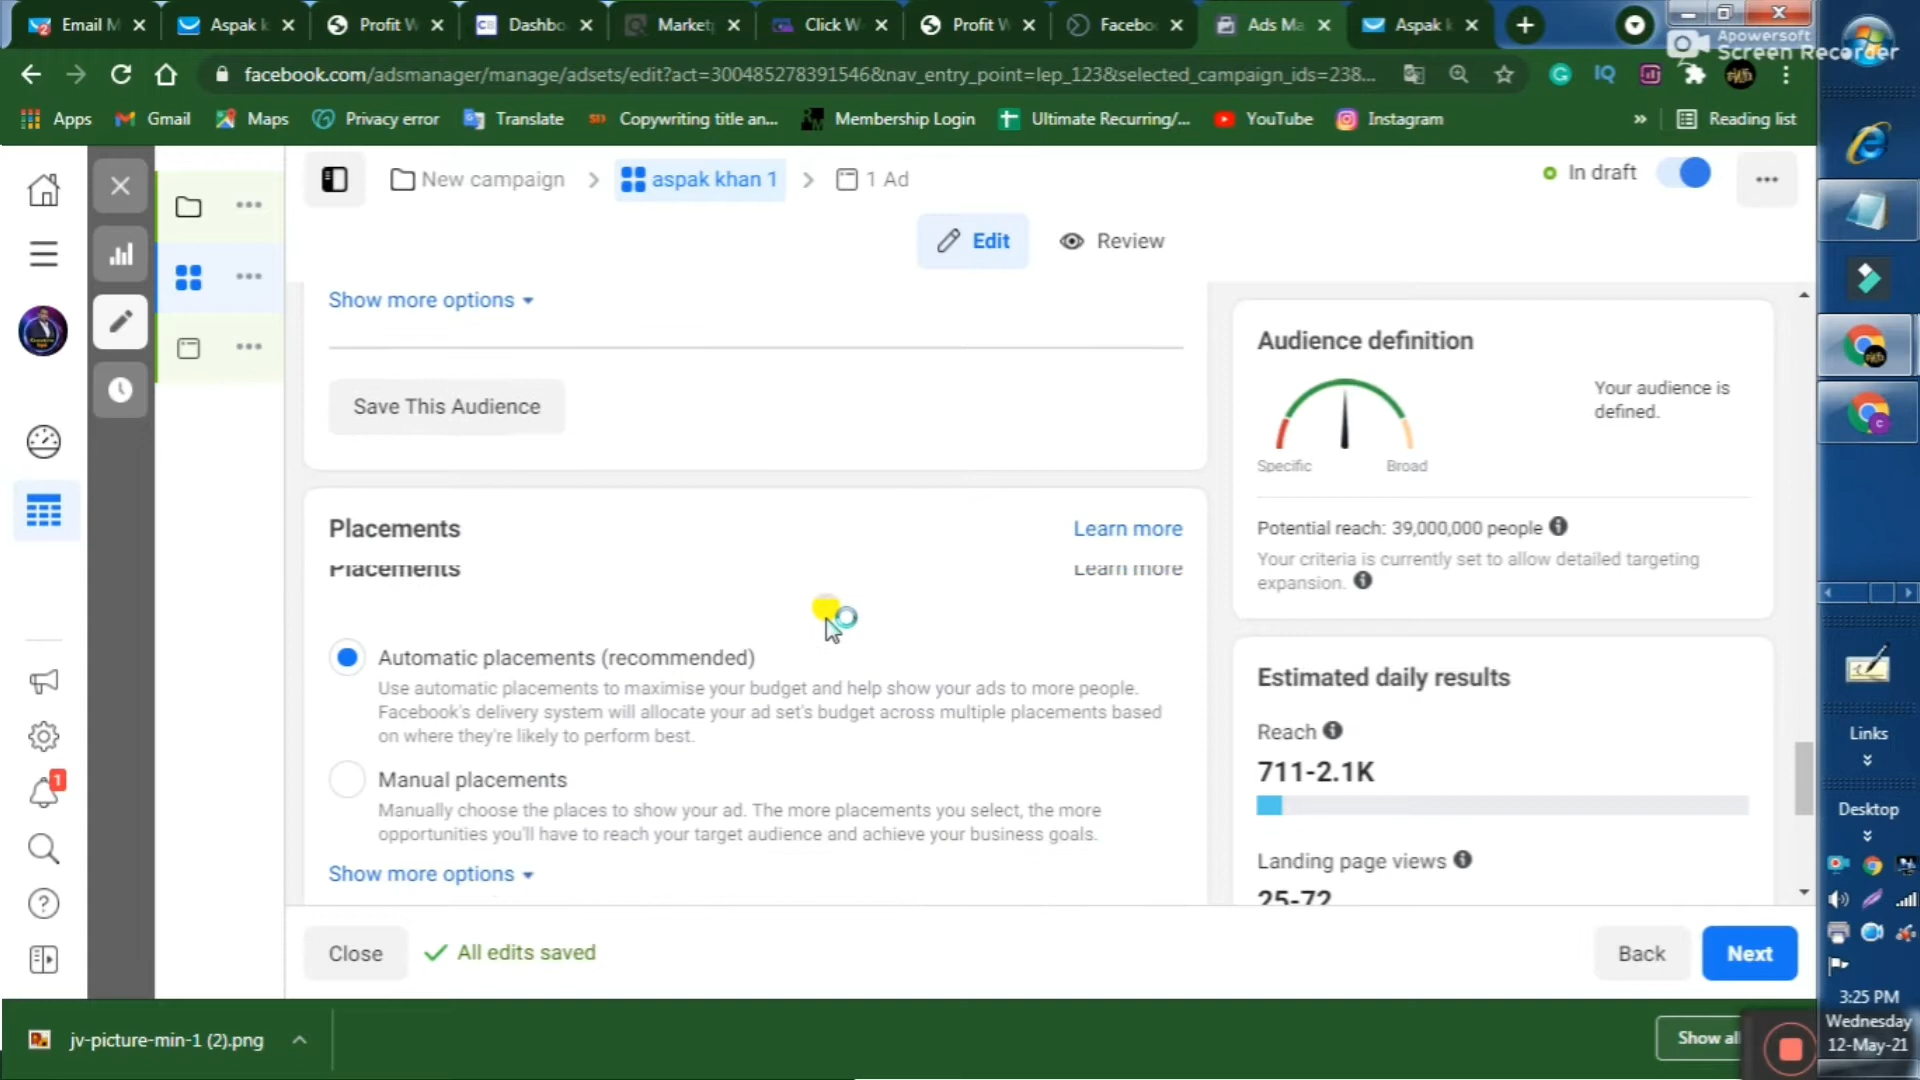 Email M
Aspak k
Profit W
Dashbo
Market
Click W
Profit W
Facebo
Ads Ma
Aspak k
Apowersoft
Screen Recorder
facebook.com/adsmanager/manage/adsets/edit?act=300485278391546&nav_entry_point=lep_123&selected_campaign_ids=238...
Apps
Gmail
Maps
Privacy error
Translate
Copywriting title an...
Membership Login
Ultimate Recurring/...
YouTube
Instagram
Reading list
New campaign
aspak khan 1
1 Ad
In draft
Edit
Review
Show more options
Save This Audience
Audience definition
Your audience is
defined.
Specific
Broad
Potential reach: 39,000,000 people
Your criteria is currently set to allow detailed targeting
expansion.
Placements
Learn more
Placements
Learn more
Automatic placements (recommended)
Use automatic placements to maximise your budget and help show your ads to more people.
Facebook's delivery system will allocate your ad set's budget across multiple placements based
on where they're likely to perform best.
Manual placements
Manually choose the places to show your ad. The more placements you select, the more
opportunities you'll have to reach your target audience and achieve your business goals.
Show more options
Estimated daily results
Reach
711-2.1K
Landing page views
25-72
1
Close
All edits saved
Back
Next
Links
Desktop
3:25 PM
Wednesday
12-May-21
jv-picture-min-1 (2).png
Show all